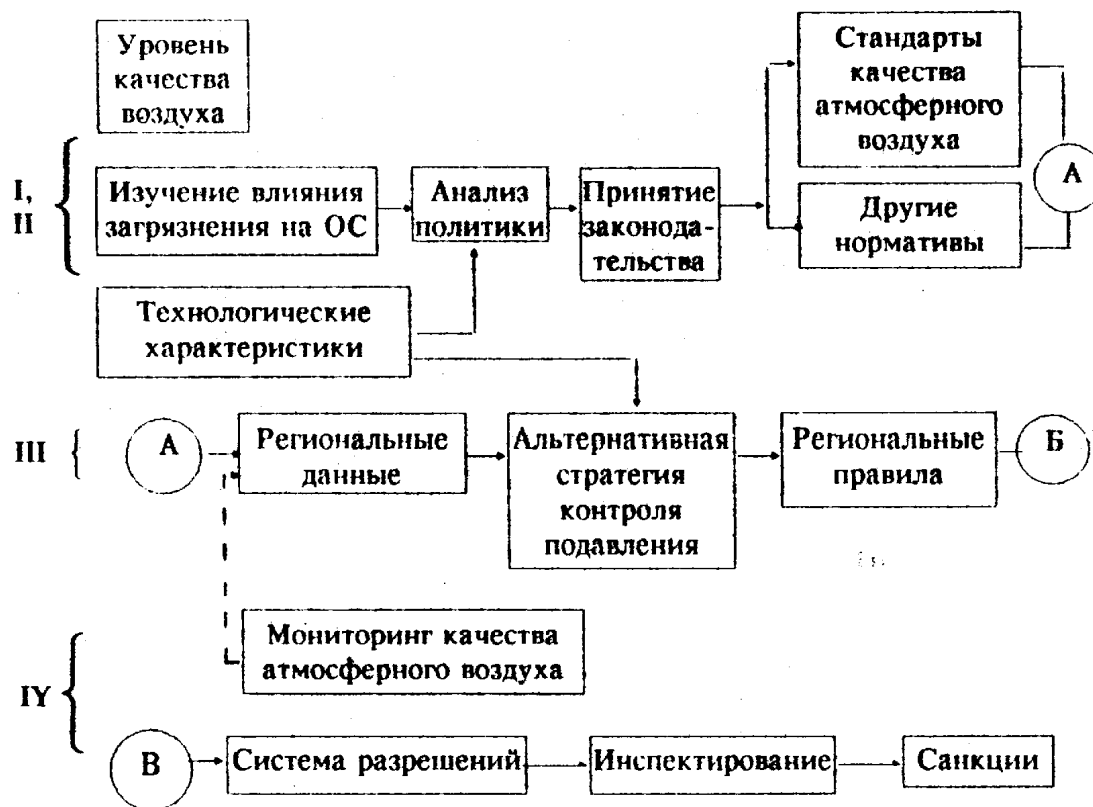 Уровень
качества
воздуха
Стандарты
качества
атмосферного
воздуха
I,
II
Изучение влияния
загрязнения на ОС
Анализ
политики
Принятие
законода-
тельства
Другие
нормативы
А
Технологические
характеристики
III
А
Региональные
данные
Альтернативная
стратегия
контроля
подавления
Региональные
правила
Б
IY
Мониторинг качества
атмосферного воздуха
В
Система разрешений
Инспектирование
Санкции